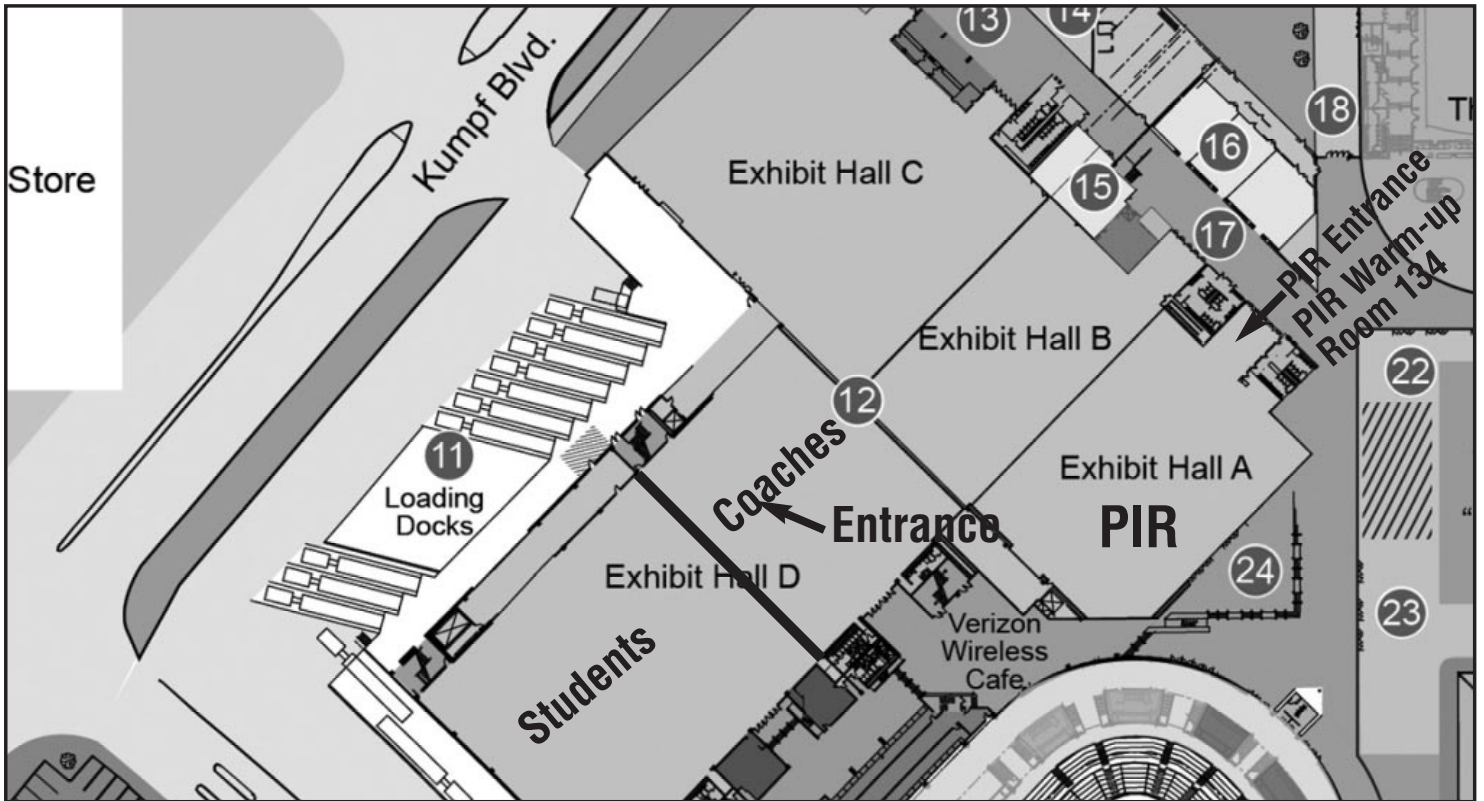 13
14
Kumpf Blvd.
18
Th
Store
Exhibit Hall C
16
15
17
PIR Entrance
PIR Warm-up
Room 134
Exhibit Hall B
22
12
Coaches
Entrance
Exhibit Hall A
PIR
11
Loading
Docks
Exhibit Hall D
24
23
Verizon
Wireless
Cafe
Students